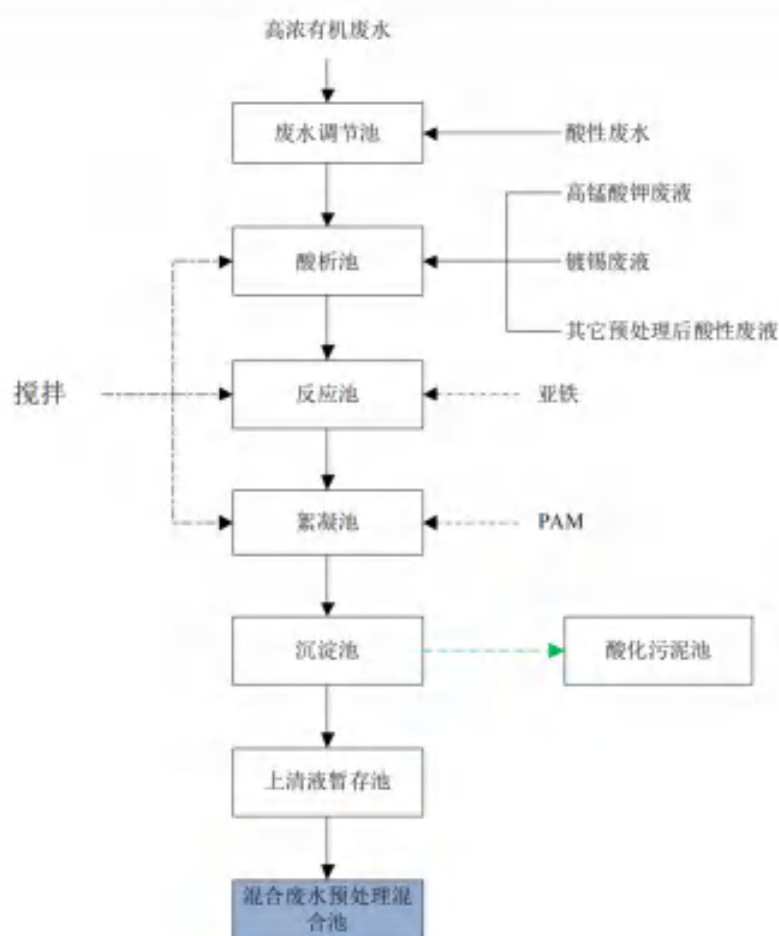 高浓有机废水
废水调节池
酸性废水
高锰酸钾废液
酸析池
镀锡废液
其它预处理后酸性废液
搅拌
反应池
亚铁
絮凝池
PAM
沉淀池
酸化污泥池
上清液暂存池
混合废水预处理混
合池